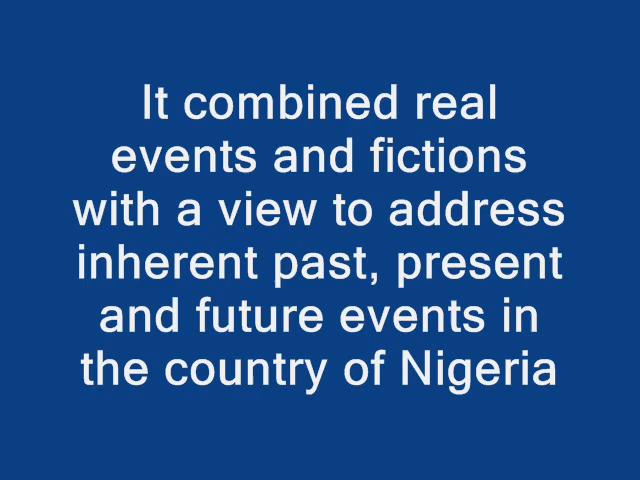 It combined real
events and fictions
with a view to address
inherent past, present
and future events in
the country of Nigeria